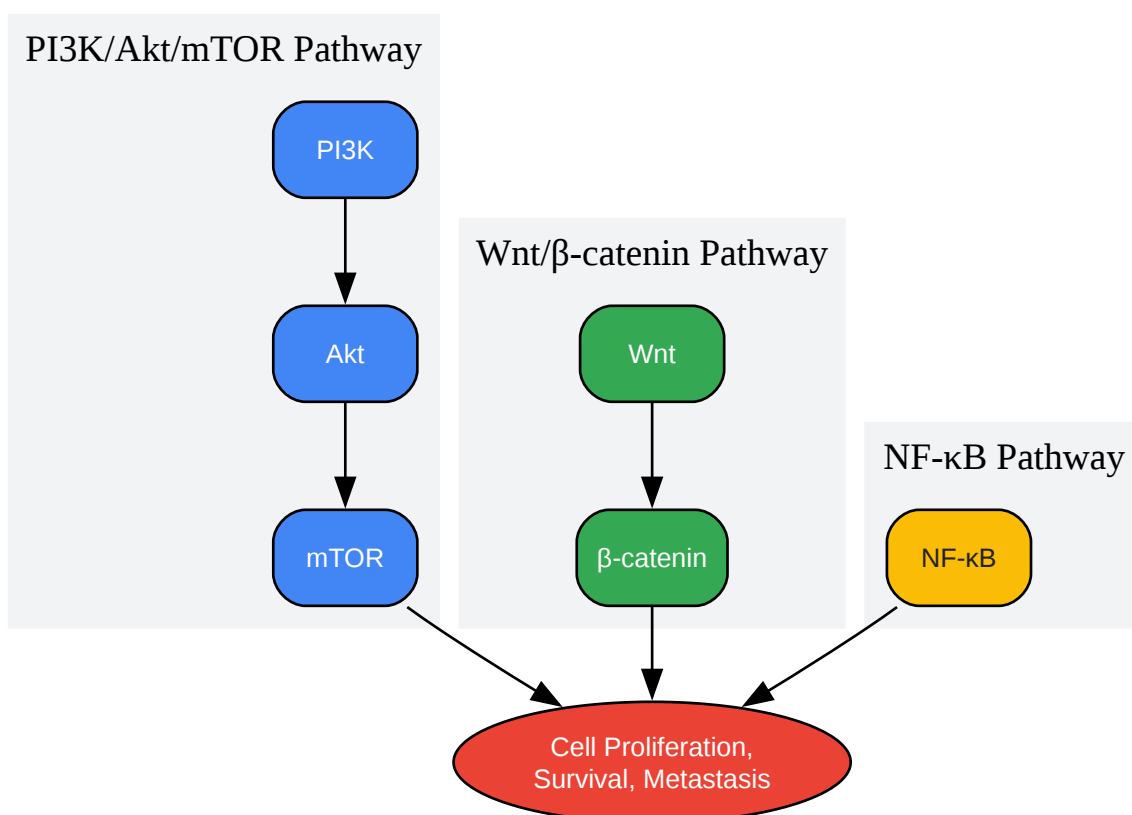 PI3K/Akt/mTOR Pathway
PI3K
Akt
mTOR
Wnt/β-catenin Pathway
Wnt
β-catenin
NF-κB Pathway
NF-κB
Cell Proliferation,
Survival, Metastasis